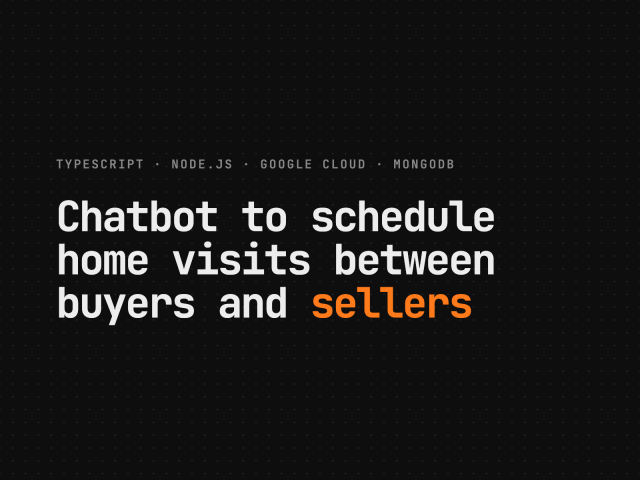 TYPESCRIPT · NODE.JS · GOOGLE CLOUD · MONGODB
Chatbot to schedule
home visits between
buyers and sellers